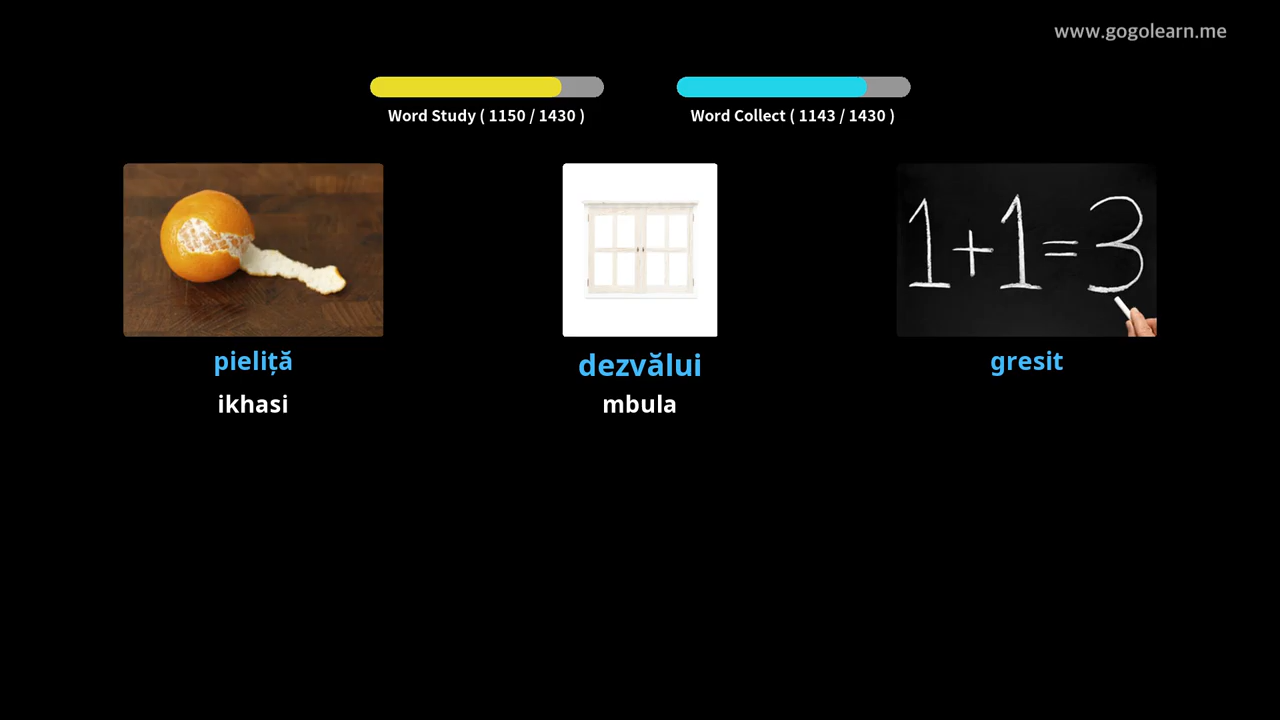 www.gogolearn.me
Word Study ( 1150 / 1430 )
Word Collect ( 1143 / 1430 )
1+1=3
pieliță
dezvălui
gresit
ikhasi
mbula